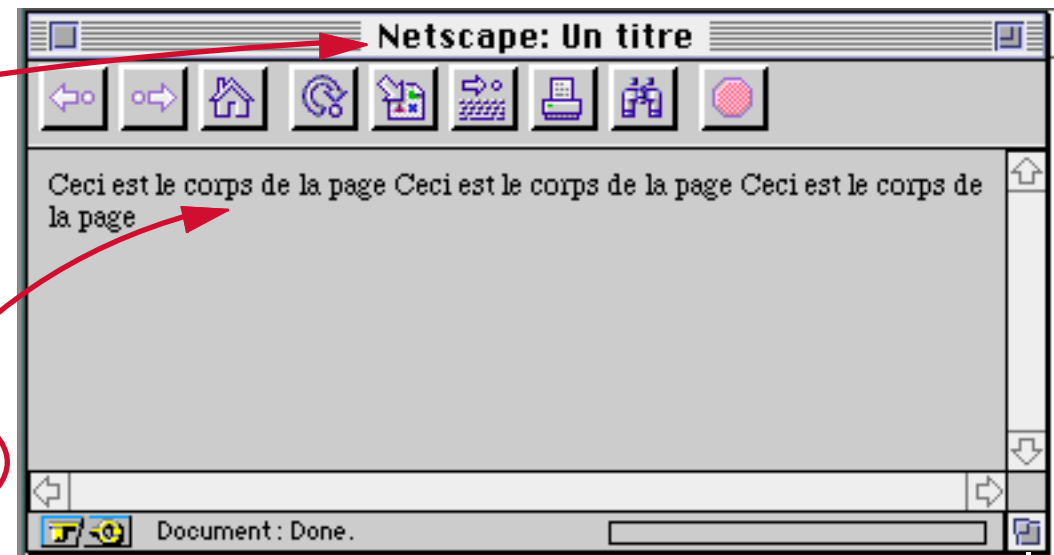 Netscape: Un titre
Ceci est le corps de la page Ceci est le corps de la page Ceci est le corps de
la page
Document : Done.